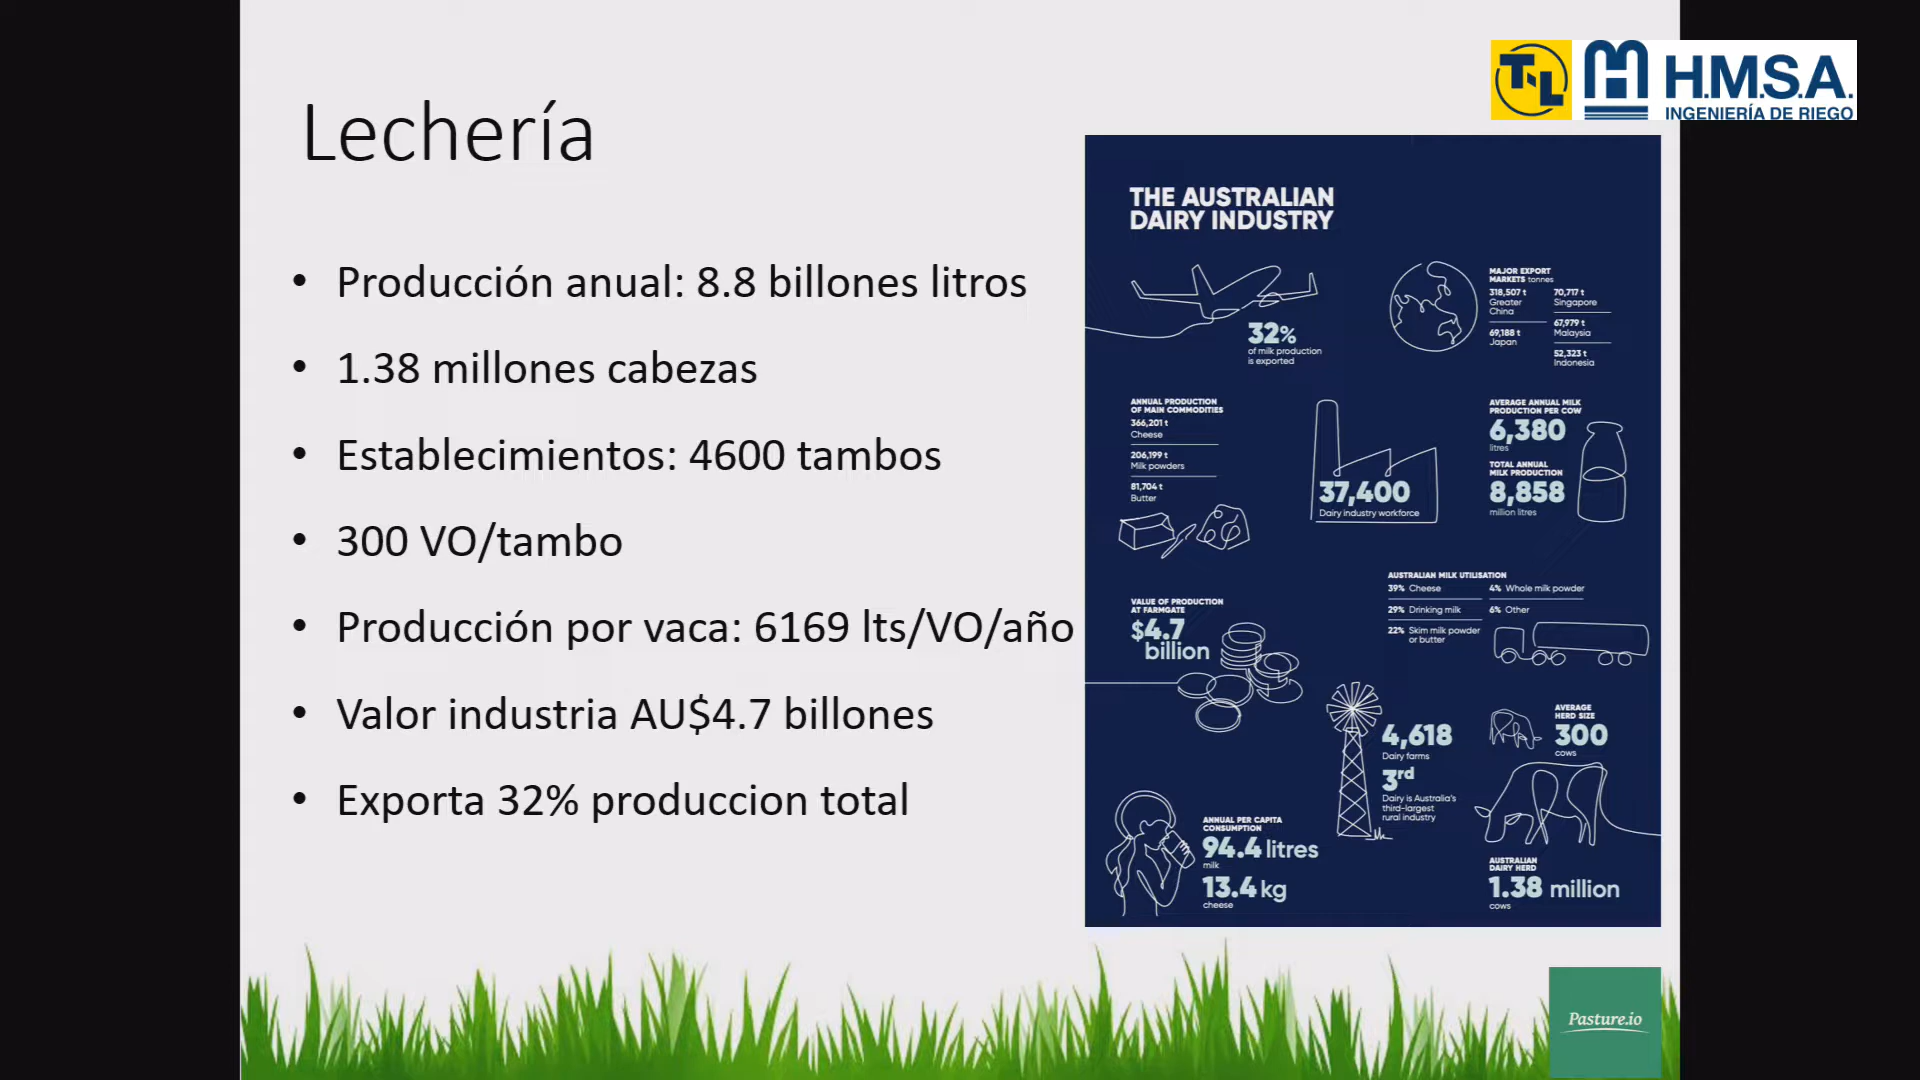 T-L
H.M.S.A.
INGENIERÍA DE RIEGO
Lechería
• Producción anual: 8.8 billones litros
• 1.38 millones cabezas
• Establecimientos: 4600 tambos
• 300 VO/tambo
• Producción por vaca: 6169 lts/VO/año
• Valor industria AU$4.7 billones
• Exporta 32% produccion total
THE AUSTRALIAN
DAIRY INDUSTRY
32%
of milk production
is exported
MAJOR EXPORT
MARKETS tonnes
318,507 t
Greater
China
69,188 t
Japan
70,717 t
Singapore
67,979 t
Malaysia
52,323 t
Indonesia
ANNUAL PRODUCTION
OF MAIN COMMODITIES
366,201 t
Cheese
206,199 t
Milk powders
81,704 t
Butter
37,400
Dairy industry workforce
AVERAGE ANNUAL MILK
PRODUCTION PER COW
6,380
litres
TOTAL ANNUAL
MILK PRODUCTION
8,858
million litres
AUSTRALIAN MILK UTILISATION
39% Cheese
29% Drinking milk
22% Skim milk powder
or butter
4% Whole milk powder
6% Other
VALUE OF PRODUCTION
AT FARMGATE
$4.7
billion
4,618
Dairy farms
3rd
Dairy is Australia's
third-largest
rural industry
AVERAGE
HERD SIZE
300
cows
ANNUAL PER CAPITA
CONSUMPTION
94.4 litres
milk
13.4 kg
cheese
AUSTRALIAN
DAIRY HERD
1.38 million
cows
Pasture.io